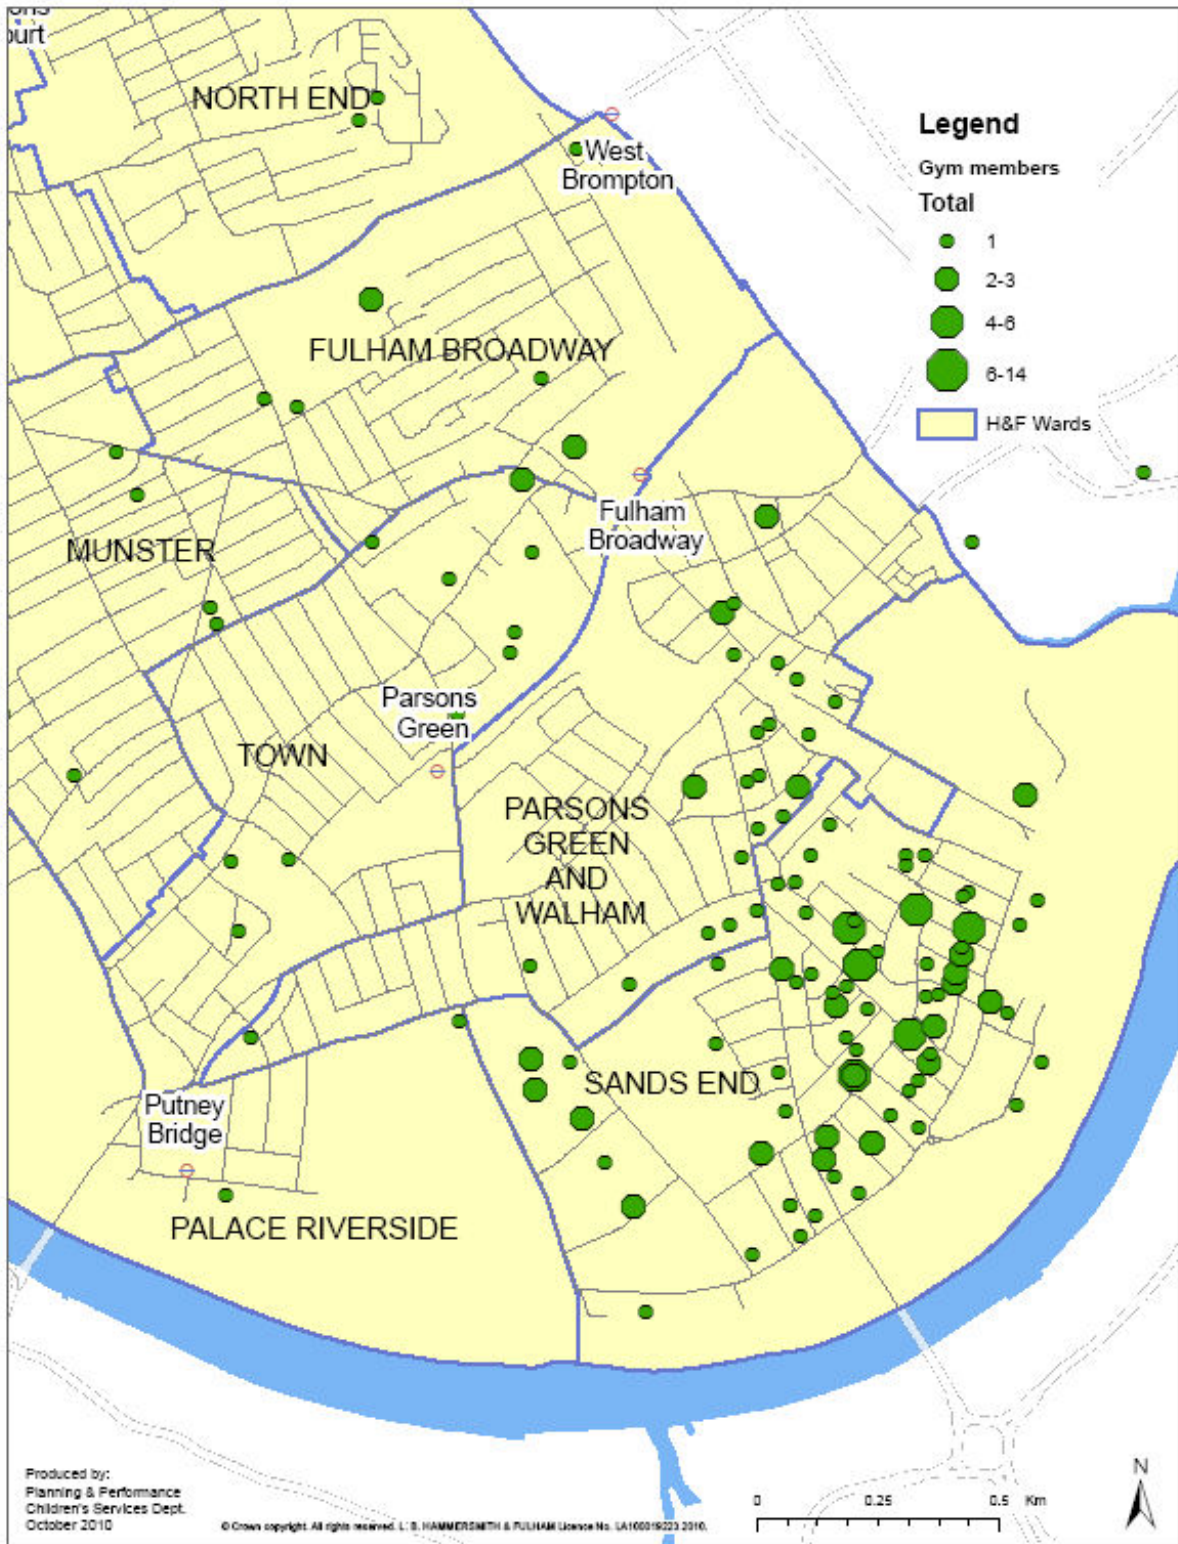 ons
ourt
NORTH END
West
Brompton
Legend
Gym members
Total
1
2-3
4-6
6-14
H&F Wards
FULHAM BROADWAY
Fulham
Broadway
MUNSTER
Parsons
Green
TOWN
PARSONS
GREEN
AND
WALHAM
SANDS END
Putney
Bridge
PALACE RIVERSIDE
Produced by:
Planning & Performance
Children's Services Dept.
October 2010
© Crown copyright. All rights reserved. L. B. HAMMERSMITH & FULHAM Licence No. 2010.
0 0.25 0.5 Km
N